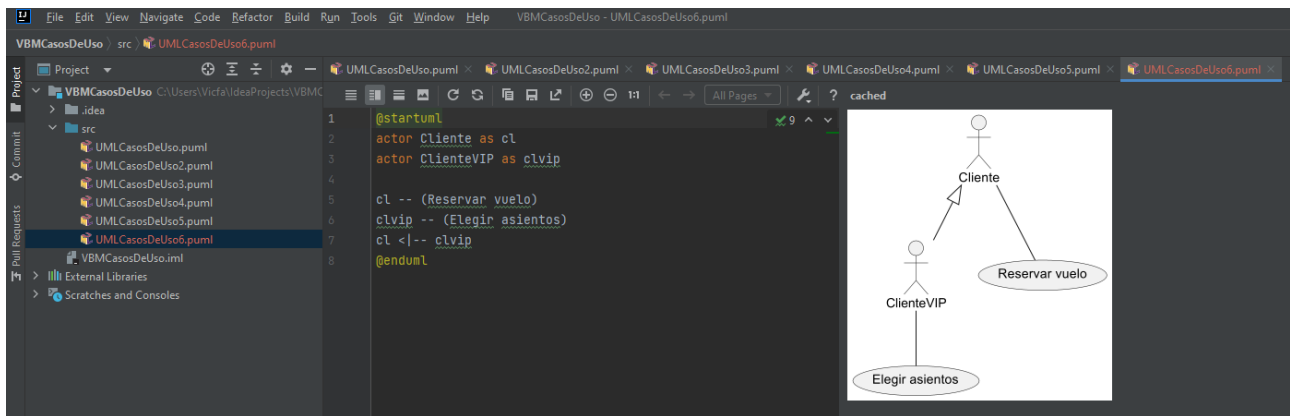 File Edit View Navigate Code Refactor Build Run Tools Git Window Help VBMCasosDeUso - UMLCasosDeUso6.puml
VBMCasosDeUso src UMLCasosDeUso6.puml
Project
UMLCasosDeUso.puml UMLCasosDeUso2.puml UMLCasosDeUso3.puml UMLCasosDeUso4.puml UMLCasosDeUso5.puml UMLCasosDeUso6.puml
Project
Commit
Pull Requests
VBMCasosDeUso C:\Users\Vicfa\IdeaProjects\VBMC
.idea
src
UMLCasosDeUso.puml
UMLCasosDeUso2.puml
UMLCasosDeUso3.puml
UMLCasosDeUso4.puml
UMLCasosDeUso5.puml
UMLCasosDeUso6.puml
VBMCasosDeUso.iml
External Libraries
Scratches and Consoles
1:1 All Pages ? cached
1 @startuml 9
2 actor Cliente as cl
3 actor ClienteVIP as clvip
4
5 cl -- (Reservar vuelo)
6 clvip -- (Elegir asientos)
7 cl <|-- clvip
8 @enduml
Cliente
Reservar vuelo
ClienteVIP
Elegir asientos